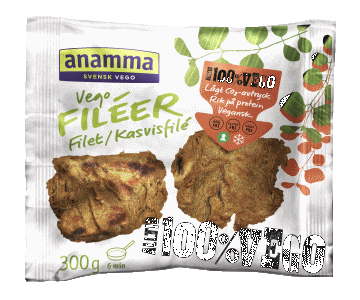 anamma
SVENSK VEGO
Vego
FILÉER
Filet/Kasvisfilé
100% VEGO
Lågt CO₂-avtryck
Rik på protein
Vegansk
300g
6 min
100% VEGO